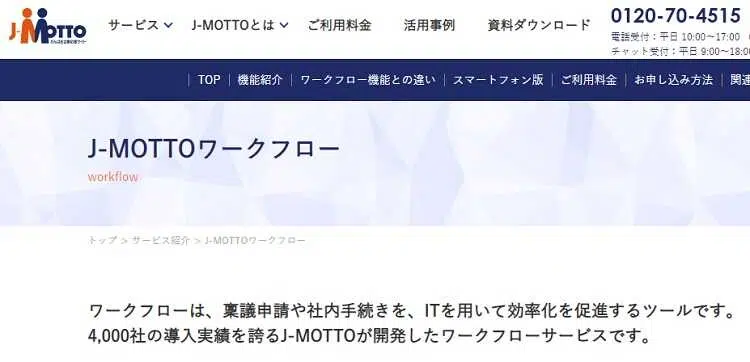 J-MOTTO
サービス
J-MOTTOとは
ご利用料金
活用事例
資料ダウンロード
0120-70-4515
電話受付：平日 10:00～17:00
チャット受付：平日 9:00～18:00
TOP
機能紹介
ワークフロー機能との違い
スマートフォン版
ご利用料金
お申し込み方法
関連
J-MOTTOワークフロー
workflow
トップ > サービス紹介 > J-MOTTOワークフロー
ワークフローは、稟議申請や社内手続きを、ITを用いて効率化を促進するツールです。
4,000社の導入実績を誇るJ-MOTTOが開発したワークフローサービスです。